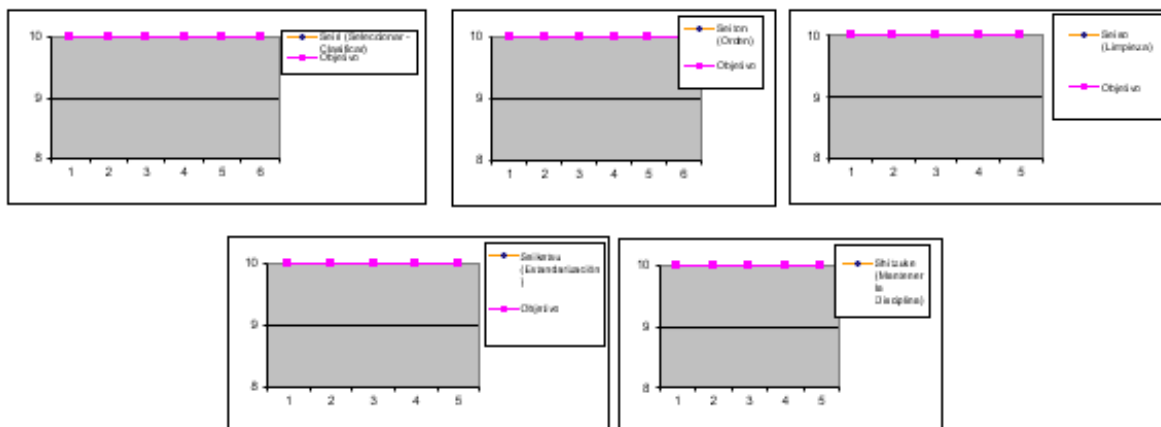 10
9
8
1 2 3 4 5 6
Seiri (Seleccionar -
Clasificar)
Objetivo
10
9
8
1 2 3 4 5 6
Seiton
(Orden)
Objetivo
10
9
8
1 2 3 4 5
Seiso
(Limpieza)
Objetivo
10
9
8
1 2 3 4 5
Seiketsu
(Estandarización
)
Objetivo
10
9
8
1 2 3 4 5
Shitsuke
(Mantener
la
Disciplina)